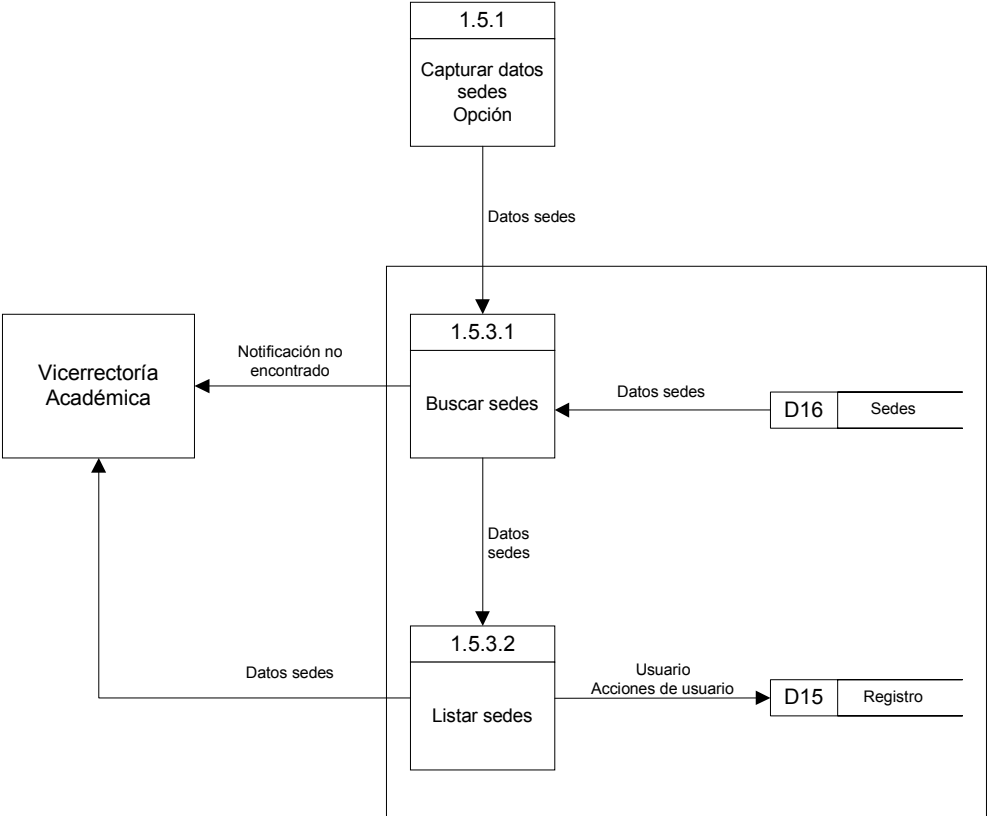 1.5.1
Capturar datos
sedes
Opción
Datos sedes
1.5.3.1
Buscar sedes
Notificación no
encontrado
Vicerrectoría
Académica
Datos sedes
D16
Sedes
Datos
sedes
1.5.3.2
Listar sedes
Datos sedes
Usuario
Acciones de usuario
D15
Registro